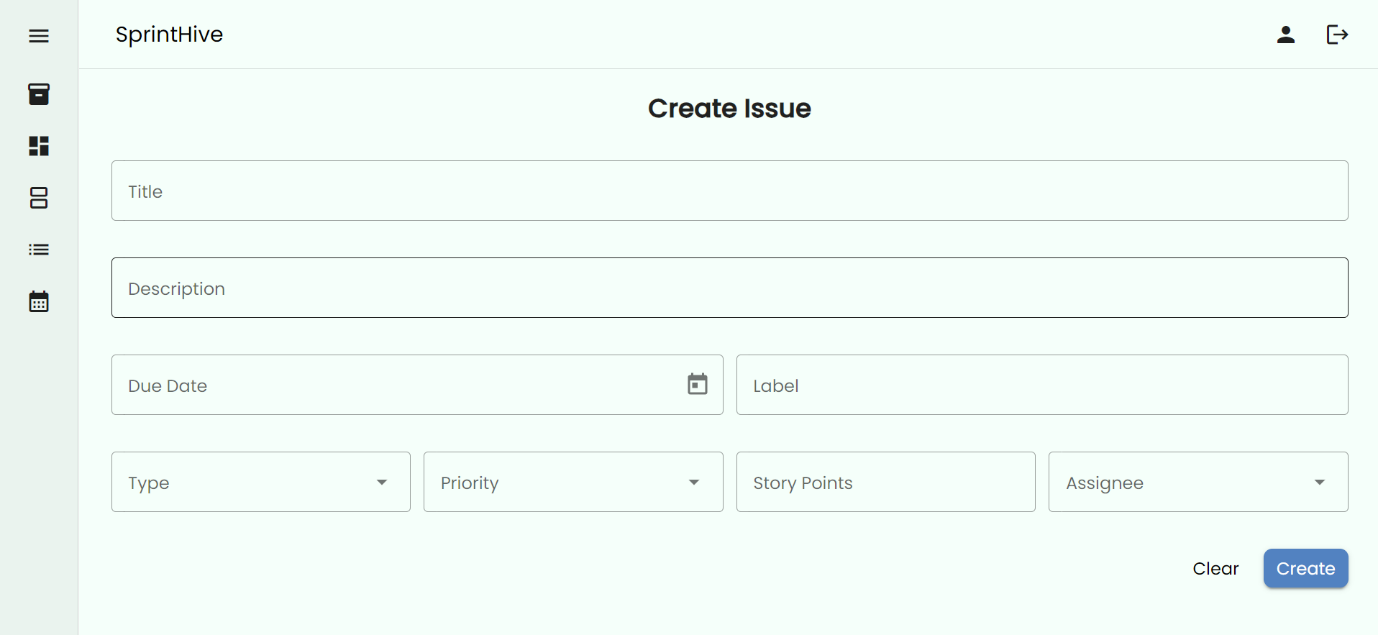 SprintHive
Create Issue
Title
Description
Due Date Label
Type Priority Story Points Assignee
Clear Create